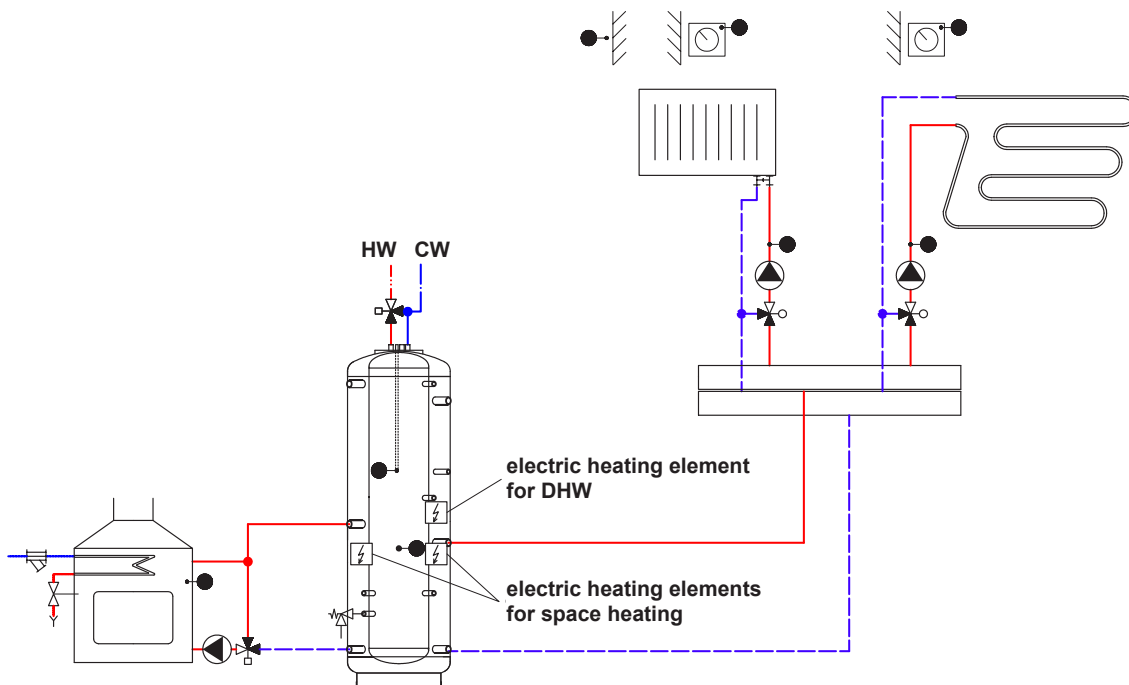 HW CW
electric heating element
for DHW
electric heating elements
for space heating